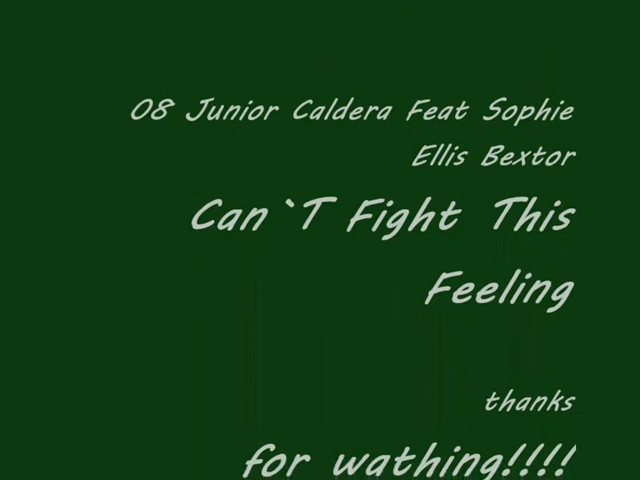 08 Junior Caldera Feat Sophie
Ellis Bextor
Can`T Fight This
Feeling
thanks
for wathing!!!!